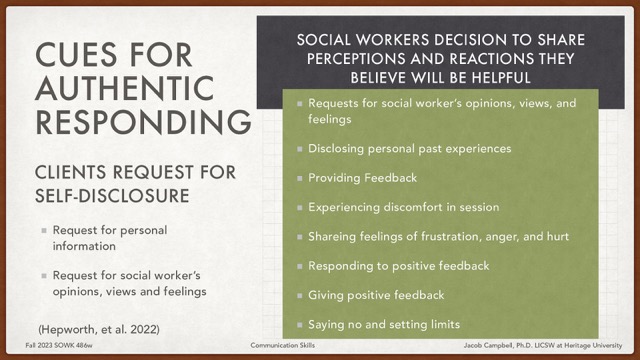 CUES FOR
AUTHENTIC
RESPONDING
CLIENTS REQUEST FOR
SELF-DISCLOSURE
Request for personal
information
Request for social worker's
opinions, views and feelings
(Hepworth, et al. 2022)
SOCIAL WORKERS DECISION TO SHARE
PERCEPTIONS AND REACTIONS THEY
BELIEVE WILL BE HELPFUL
Requests for social worker's opinions, views, and
feelings
Disclosing personal past experiences
Providing Feedback
Experiencing discomfort in session
Shareing feelings of frustration, anger, and hurt
Responding to positive feedback
Giving positive feedback
Saying no and setting limits
Fall 2023 SOWK 486w
Communication Skills
Jacob Campbell, Ph.D. LICSW at Heritage University